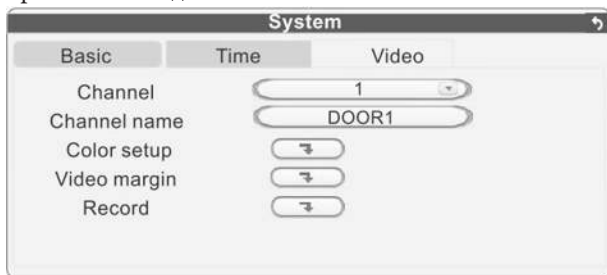 System
Basic Time Video
Channel 1
Channel name DOOR1
Color setup
Video margin
Record